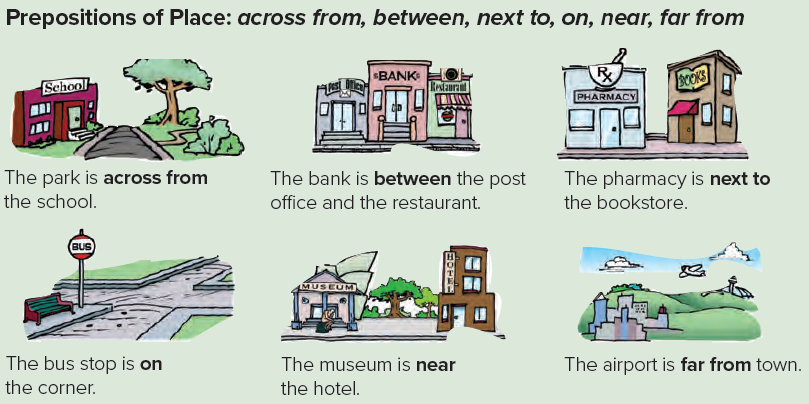 Prepositions of Place: across from, between, next to, on, near, far from
School
The park is across from
the school.
Post Office
BANK
Restaurant
The bank is between the post
office and the restaurant.
RX
PHARMACY
BOOKS
The pharmacy is next to
the bookstore.
BUS
The bus stop is on
the corner.
MUSEUM
HOTEL
The museum is near
the hotel.
The airport is far from town.